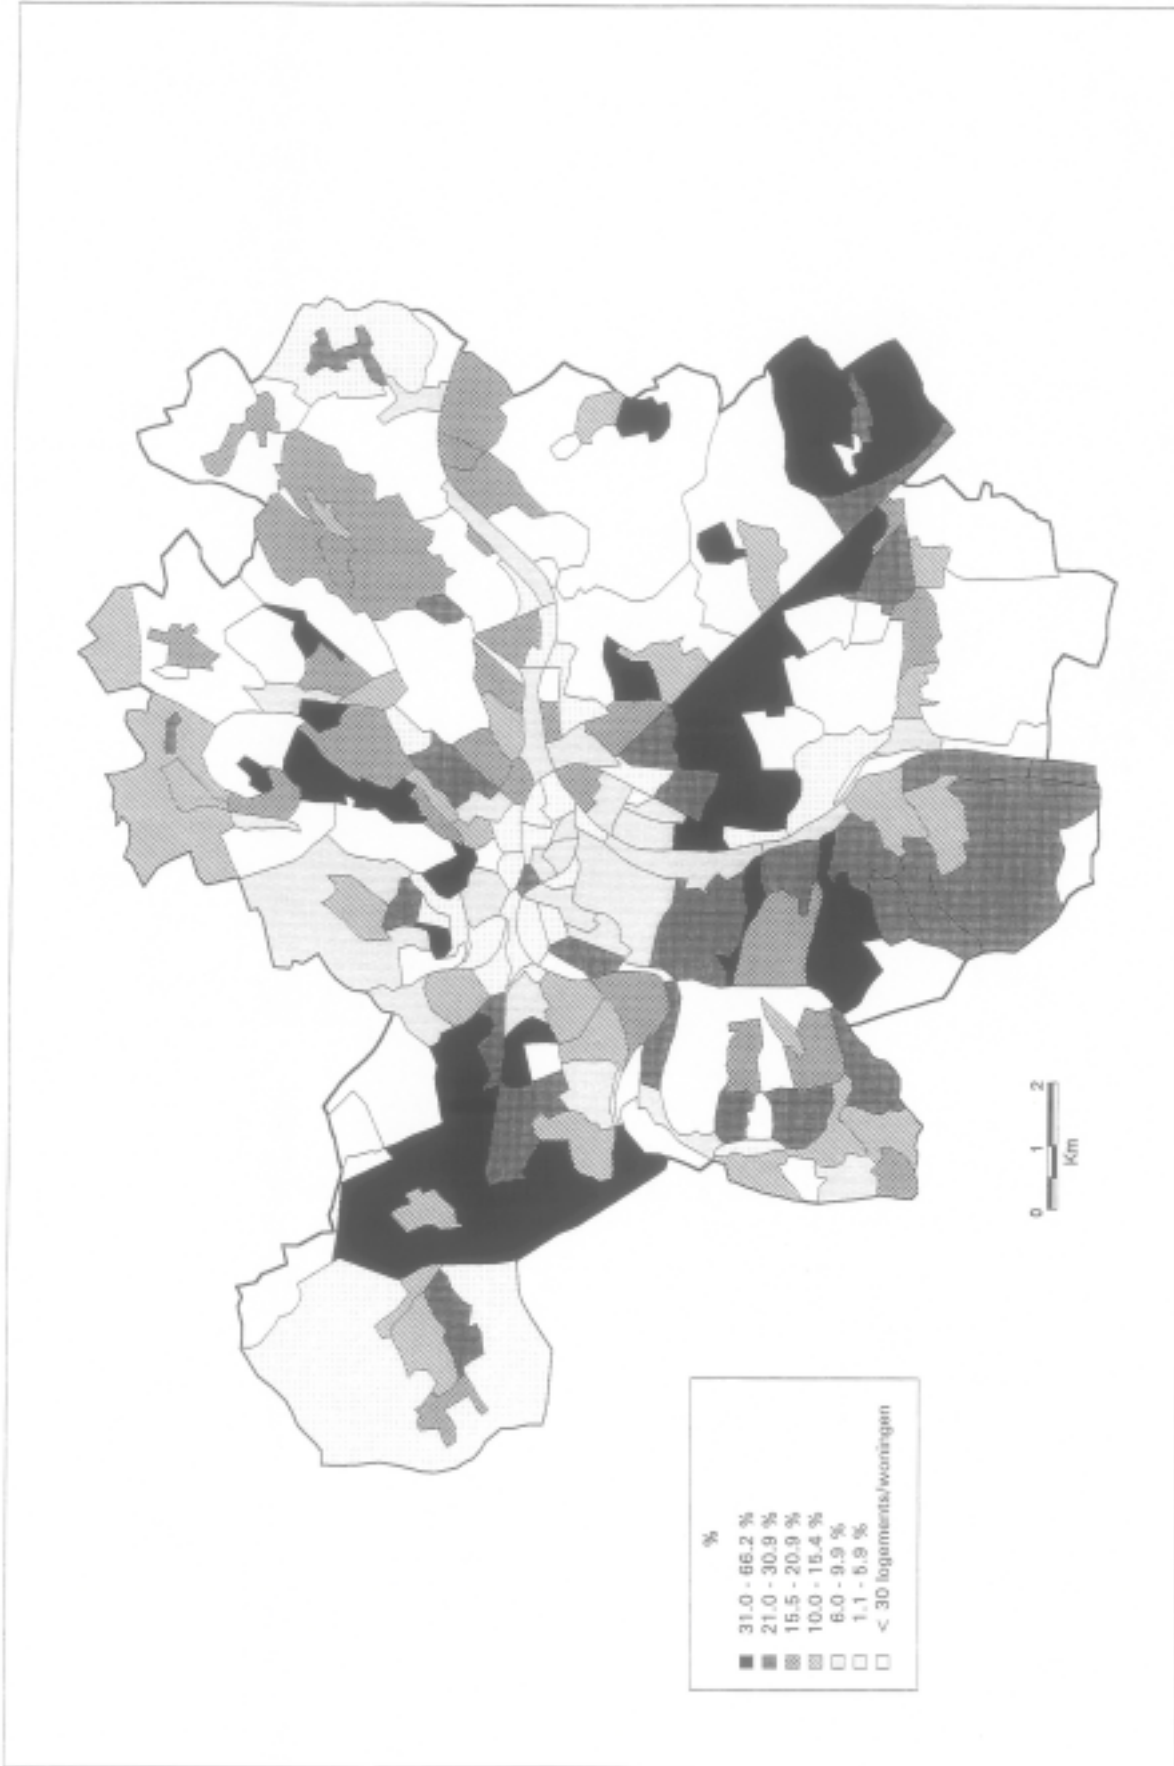 %
31.0 - 66.2 %
21.0 - 30.9 %
15.5 - 20.9 %
10.0 - 15.4 %
6.0 - 9.9 %
1.1 - 5.9 %
< 30 logements/woningen
0 1 2
Km